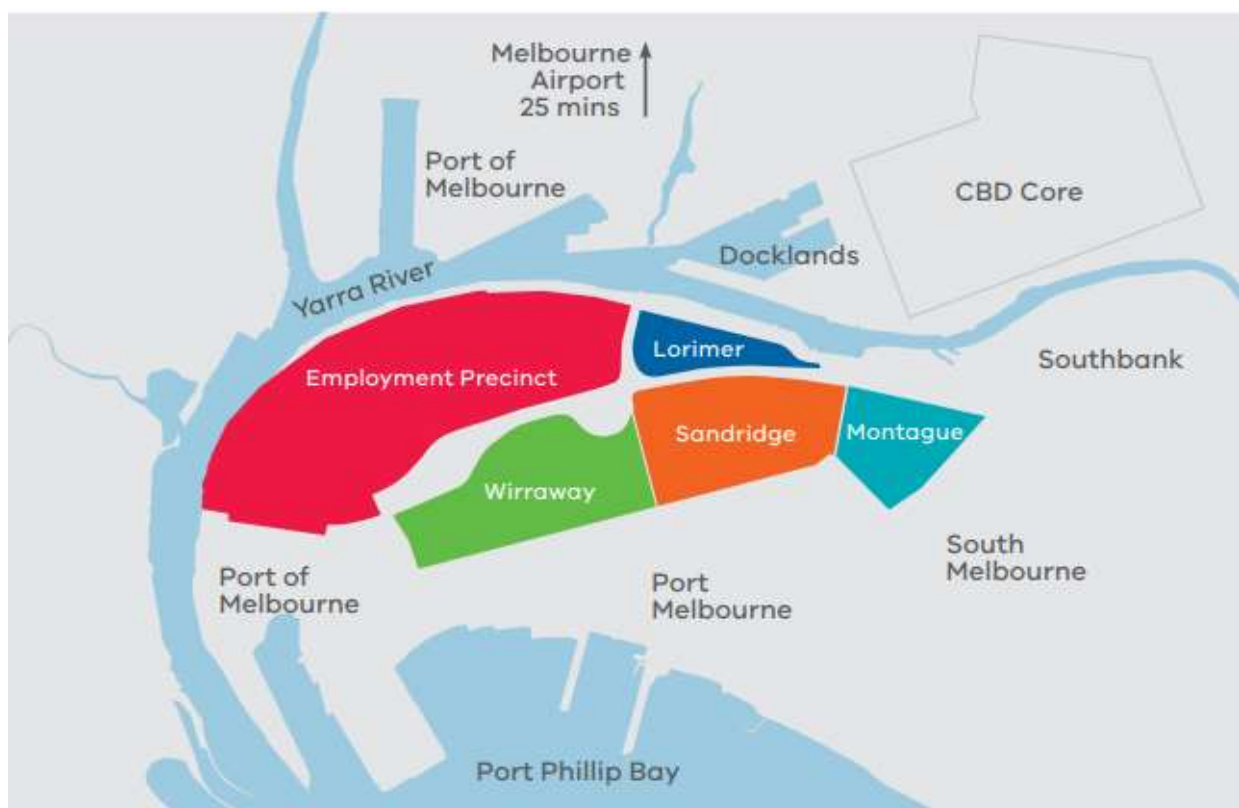 Melbourne
Airport
25 mins
Port of
Melbourne
CBD Core
Docklands
Yarra River
Lorimer
Southbank
Employment Precinct
Sandridge
Montague
Wirraway
Port of
Melbourne
Port
Melbourne
South
Melbourne
Port Phillip Bay